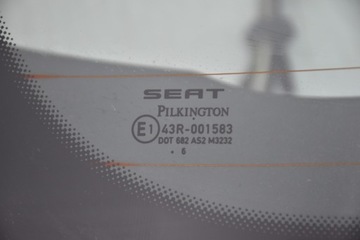 SEAT
PILKINGTON
E1 43R-001583
DOT 682 AS2 M3232
. 6